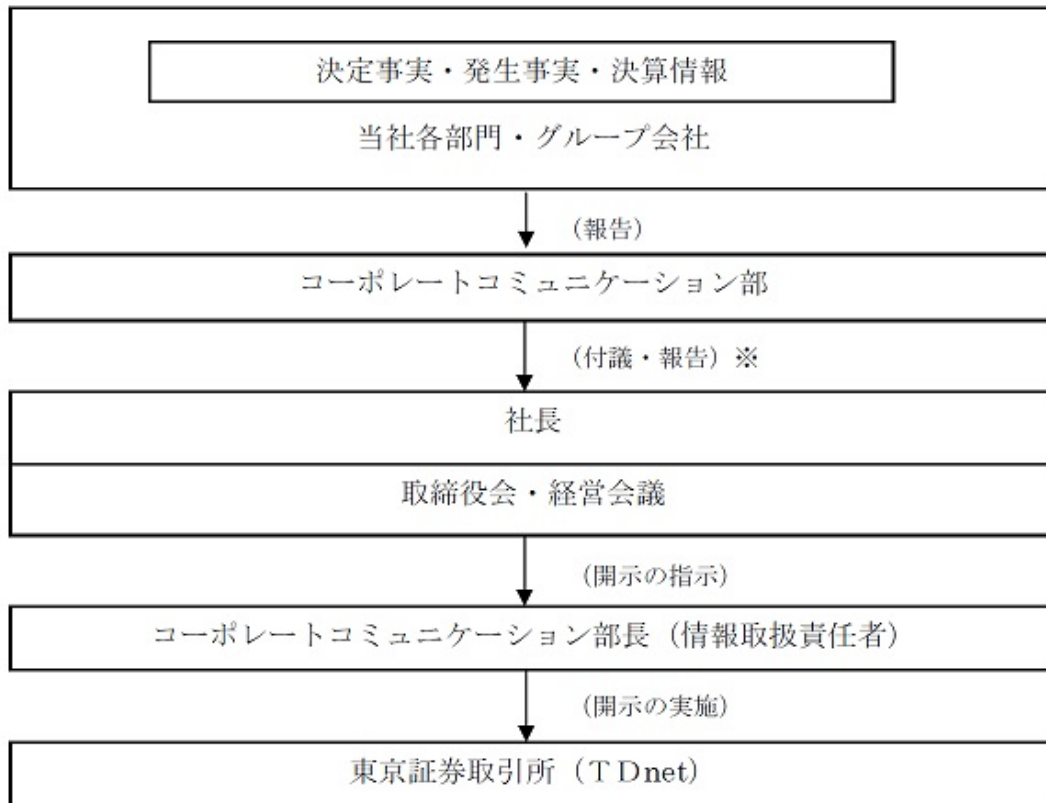 決定事実・発生事実・決算情報
当社各部門・グループ会社
(報告)
コーポレートコミュニケーション部
(付議・報告)※
社長
取締役会・経営会議
(開示の指示)
コーポレートコミュニケーション部長(情報取扱責任者)
(開示の実施)
東京証券取引所(TDnet)